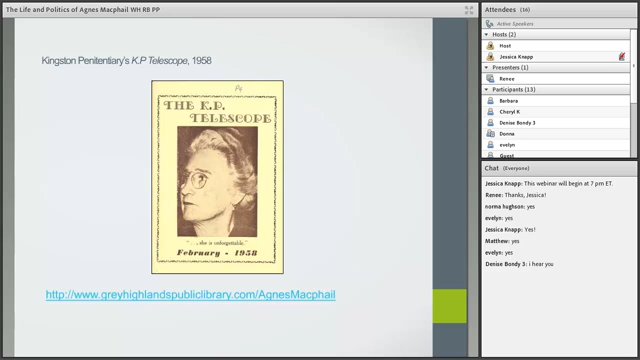 The Life and Politics of Agnes Macphail WH RB PP
Kingston Penitentiary's K.P Telescope, 1958
THE K.P.
TELESCOPE
"..., she is unforgettable."
February - 1958
http://www.greyhighlandspubliclibrary.com/AgnesMacphail
Attendees (16)
Active Speakers
Hosts (2)
Host
Jessica Knapp
Presenters (1)
Renee
Participants (13)
Barbara
Cheryl K
Denise Bondy 3
Donna
evelyn
Guest
Chat (Everyone)
Jessica Knapp: This webinar will begin at 7 pm ET.
Renee: Thanks, Jessica!
norma hughson: yes
evelyn: yes
Jessica Knapp: Yes!
Matthew: yes
evelyn: yes
Denise Bondy 3: i hear you